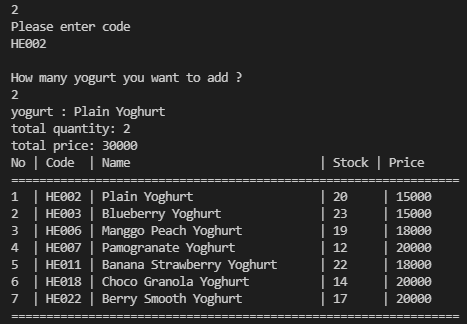 2
Please enter code
HE002
How many yogurt you want to add ?
2
yogurt : Plain Yoghurt
total quantity: 2
total price: 30000
No | Code | Name | Stock | Price
================================================================
1 | HE002 | Plain Yoghurt | 20 | 15000
2 | HE003 | Blueberry Yoghurt | 23 | 15000
3 | HE006 | Manggo Peach Yoghurt | 19 | 18000
4 | HE007 | Pamogranate Yoghurt | 12 | 20000
5 | HE011 | Banana Strawberry Yoghurt | 22 | 18000
6 | HE018 | Choco Granola Yoghurt | 14 | 20000
7 | HE022 | Berry Smooth Yoghurt | 17 | 20000
================================================================